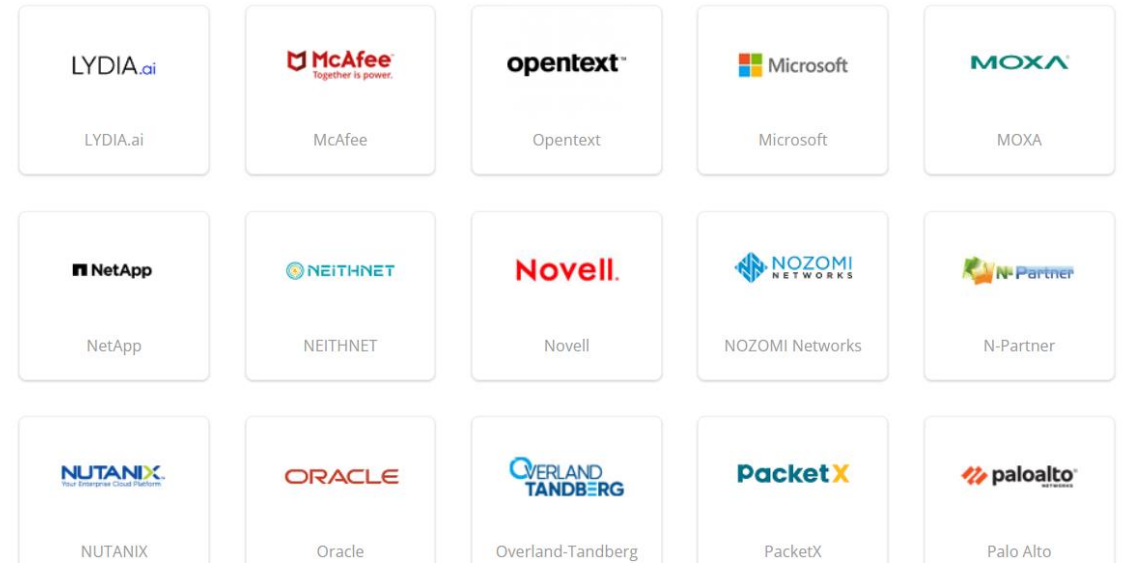 LYDIA.ai
McAfee™
Together is power.
opentext™
Microsoft
MOXA®
LYDIA.ai
McAfee
Opentext
Microsoft
MOXA
NetApp
NEITHNET
Novell.
NOZOMI
NETWORKS
N-Partner
NetApp
NEITHNET
Novell
NOZOMI Networks
N-Partner
NUTANIX
Your Enterprise Cloud Platform
ORACLE
OVERLAND
TANDBERG
PacketX
paloalto®
NETWORKS
NUTANIX
Oracle
Overland-Tandberg
PacketX
Palo Alto